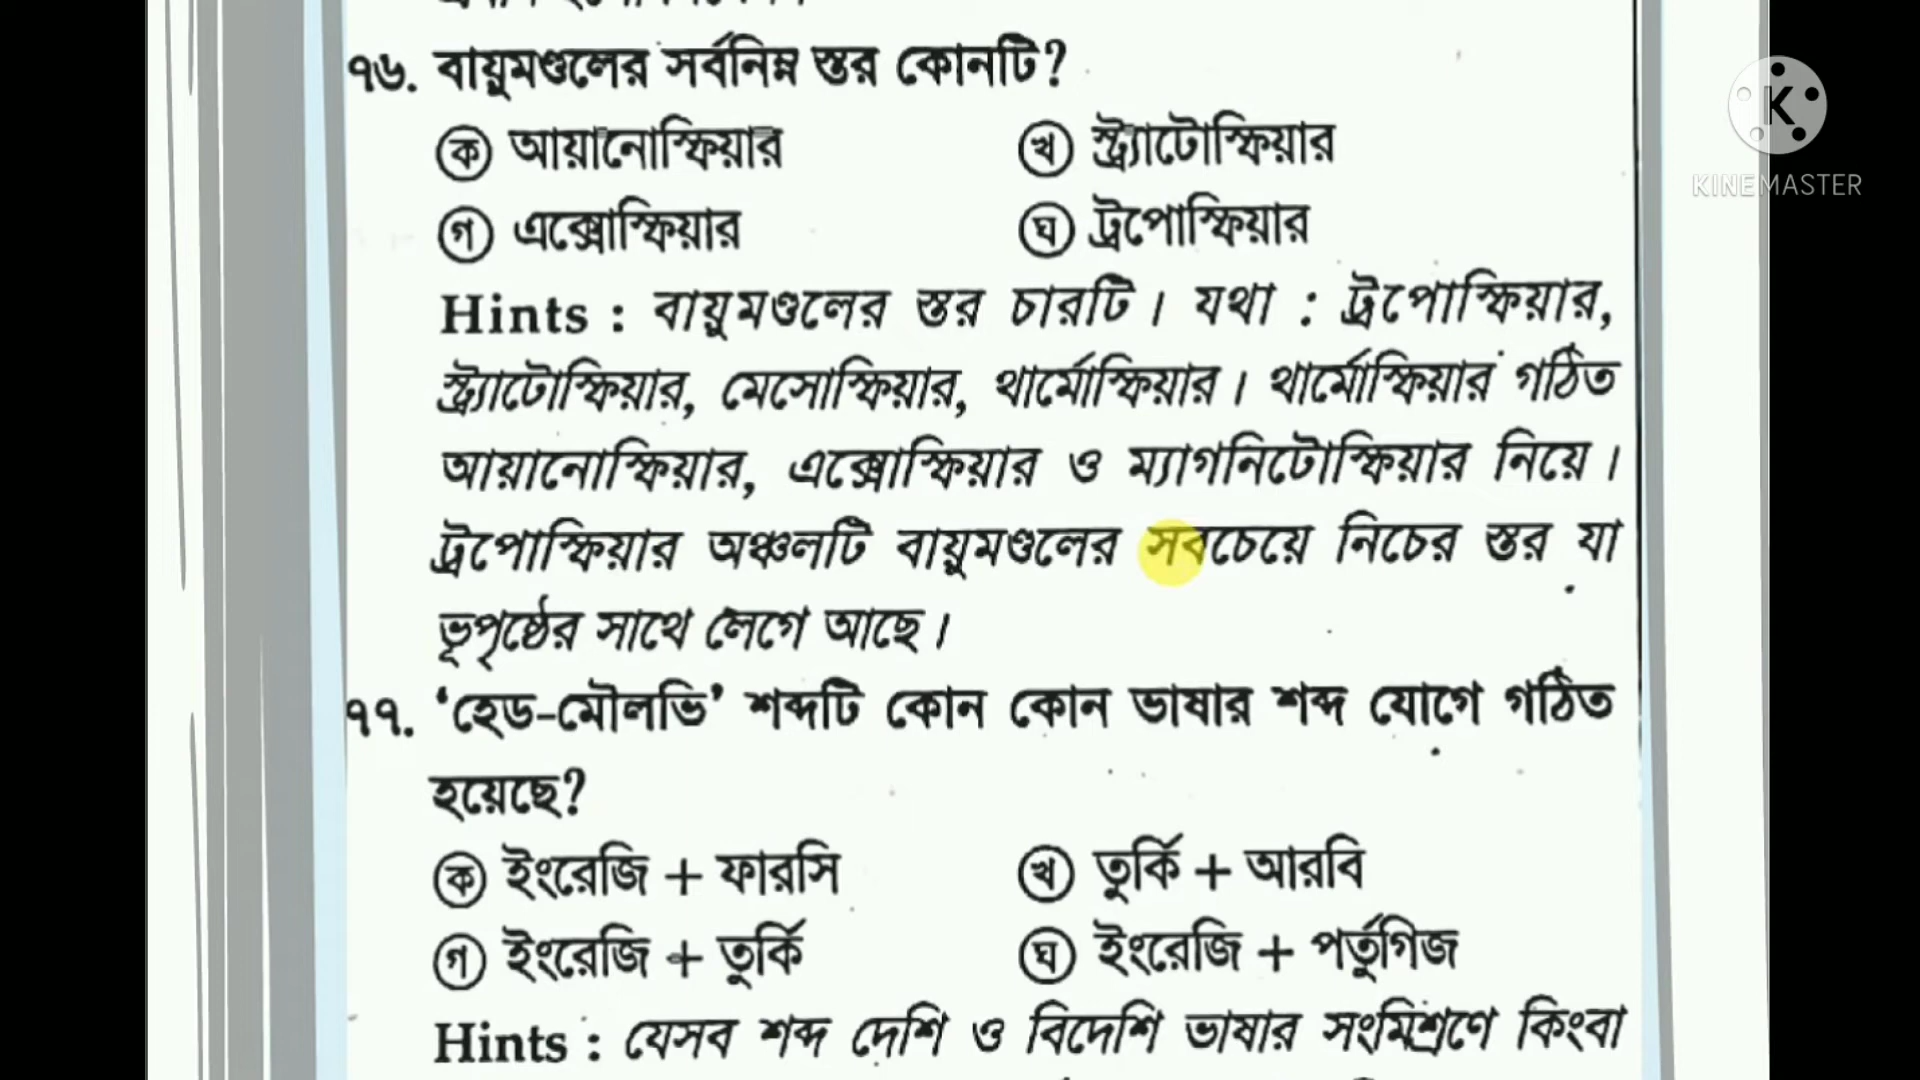 ৭৬. বায়ুমণ্ডলের সর্বনিম্ন স্তর কোনটি?
ক আয়ানোস্ফিয়ার খ স্ট্র্যাটোস্ফিয়ার
গ এক্সোস্ফিয়ার ঘ ট্রপোস্ফিয়ার
Hints : বায়ুমণ্ডলের স্তর চারটি। যথা : ট্রপোস্ফিয়ার,
স্ট্র্যাটোস্ফিয়ার, মেসোস্ফিয়ার, থার্মোস্ফিয়ার। থার্মোস্ফিয়ার গঠিত
আয়ানোস্ফিয়ার, এক্সোস্ফিয়ার ও ম্যাগনিটোস্ফিয়ার নিয়ে।
ট্রপোস্ফিয়ার অঞ্চলটি বায়ুমণ্ডলের সবচেয়ে নিচের স্তর যা
ভূপৃষ্ঠের সাথে লেগে আছে।
৭৭. ‘হেড-মৌলভি’ শব্দটি কোন কোন ভাষার শব্দ যোগে গঠিত
হয়েছে?
ক ইংরেজি + ফারসি খ তুর্কি + আরবি
গ ইংরেজি + তুর্কি ঘ ইংরেজি + পর্তুগিজ
Hints : যেসব শব্দ দেশি ও বিদেশি ভাষার সংমিশ্রণে কিংবা
K
KINEMASTER